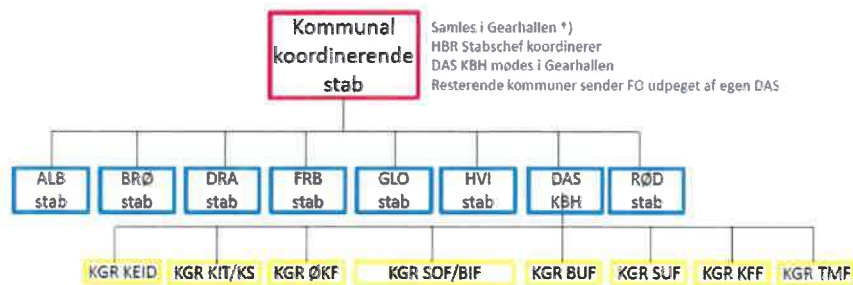 Kommunal
koordinerende
stab
Samles i Gearhallen *)
HBR Stabschef koordinerer
DAS KBH mødes i Gearhallen
Resterende kommuner sender FO udpeget af egen DAS
ALB
stab
BRØ
stab
DRA
stab
FRB
stab
GLO
stab
HVI
stab
DAS
KBH
RØD
stab
KGR KEID
KGR KIT/KS
KGR ØKF
KGR SOF/BIF
KGR BUF
KGR SUF
KGR KFF
KGR TMF